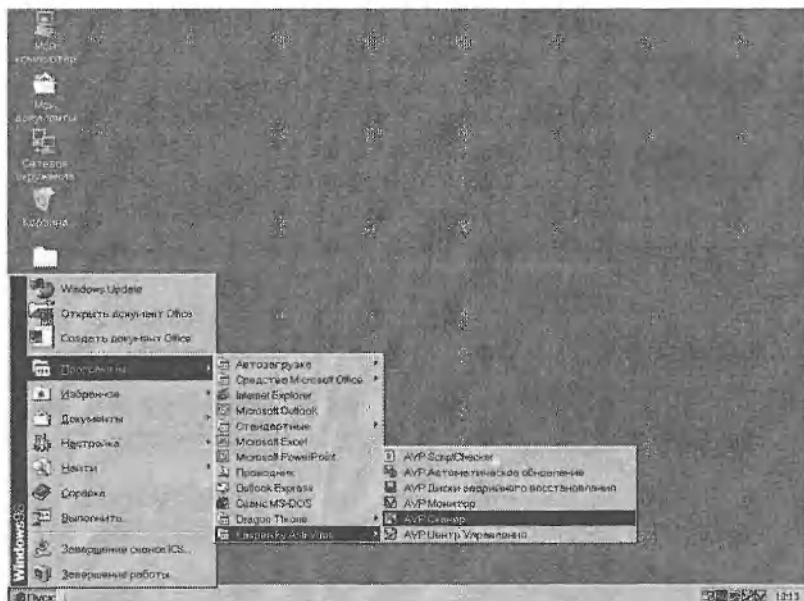 Мой
компьютер
Мои
документы
Сетевое
окружение
Корзина
Windows Update
Открыть документ Office
Создать документ Office
Программы
Избранное
Документы
Настройка
Найти
Справка
Выполнить...
Завершение сеанса ICS...
Завершение работы
Windows98
Автозагрузка
Средства Microsoft Office
Internet Explorer
Microsoft Outlook
Стандартные
Microsoft Excel
Microsoft PowerPoint
Проводник
Outlook Express
Сеанс MS-DOS
Dragon Throne
Kaspersky Anti-Virus
AVP ScriptChecker
AVP Автоматическое обновление
AVP Диски аварийного восстановления
AVP Монитор
AVP Сканер
AVP Центр Управления
Пуск